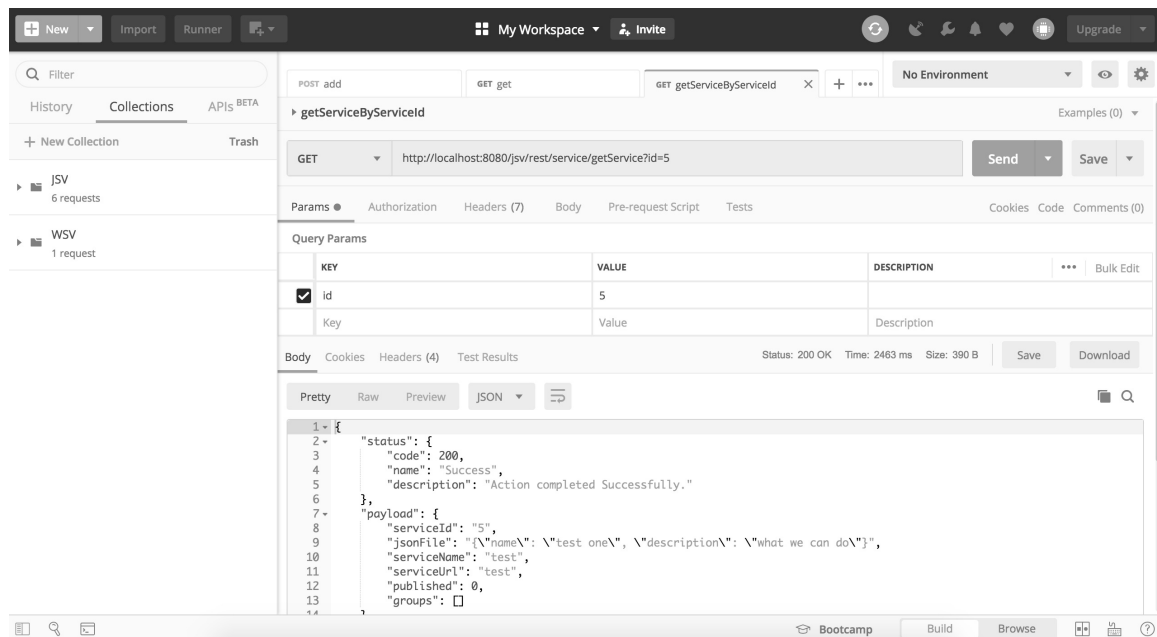 New Import Runner My Workspace Invite Upgrade
Filter
History Collections APIs BETA
+ New Collection Trash
JSV
6 requests
WSV
1 request
POST add GET get GET getServiceByServiceId No Environment
getServiceByServiceId Examples (0)
GET http://localhost:8080/jsv/rest/service/getService?id=5 Send Save
Params Authorization Headers (7) Body Pre-request Script Tests Cookies Code Comments (0)
Query Params
KEY VALUE DESCRIPTION Bulk Edit
id 5
Key Value Description
Body Cookies Headers (4) Test Results Status: 200 OK Time: 2463 ms Size: 390 B Save Download
Pretty Raw Preview JSON
1 {
2 "status": {
3 "code": 200,
4 "name": "Success",
5 "description": "Action completed Successfully."
6 },
7 "payload": {
8 "serviceId": "5",
9 "jsonFile": "{\"name\": \"test one\", \"description\": \"what we can do\"}",
10 "serviceName": "test",
11 "serviceUrl": "test",
12 "published": 0,
13 "groups": []
14 }
Bootcamp Build Browse